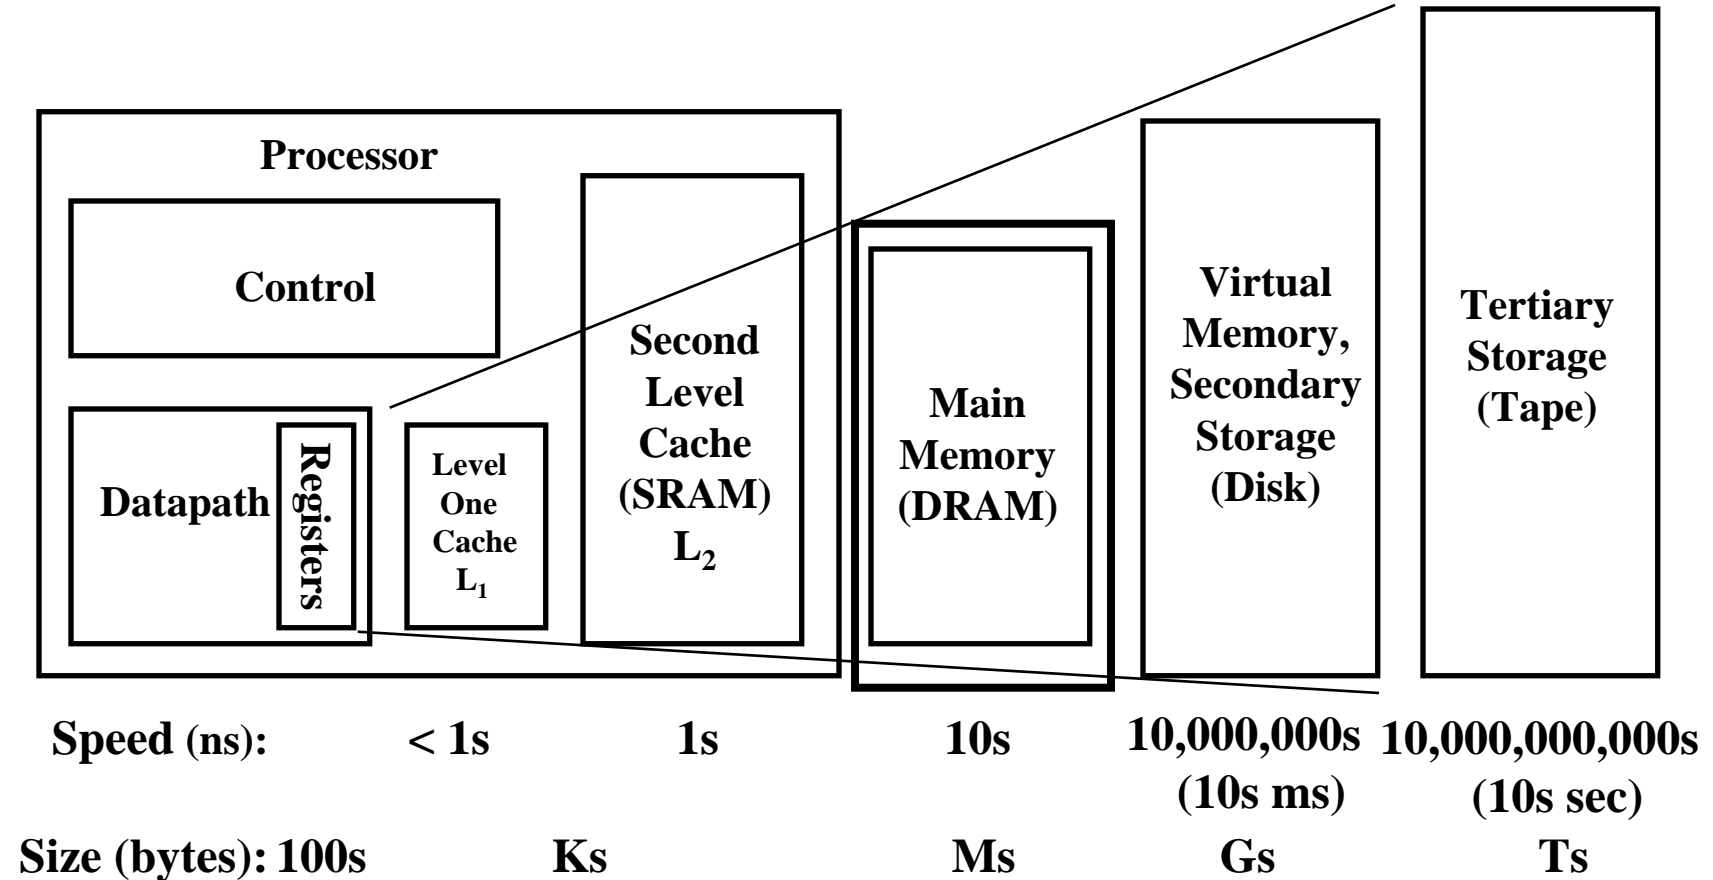 Processor
Control
Datapath
Registers
Level
One
Cache
L1
Second
Level
Cache
(SRAM)
L2
Main
Memory
(DRAM)
Virtual
Memory,
Secondary
Storage
(Disk)
Tertiary
Storage
(Tape)
Speed (ns): < 1s 1s 10s 10,000,000s 10,000,000,000s
(10s ms) (10s sec)
Size (bytes): 100s Ks Ms Gs Ts